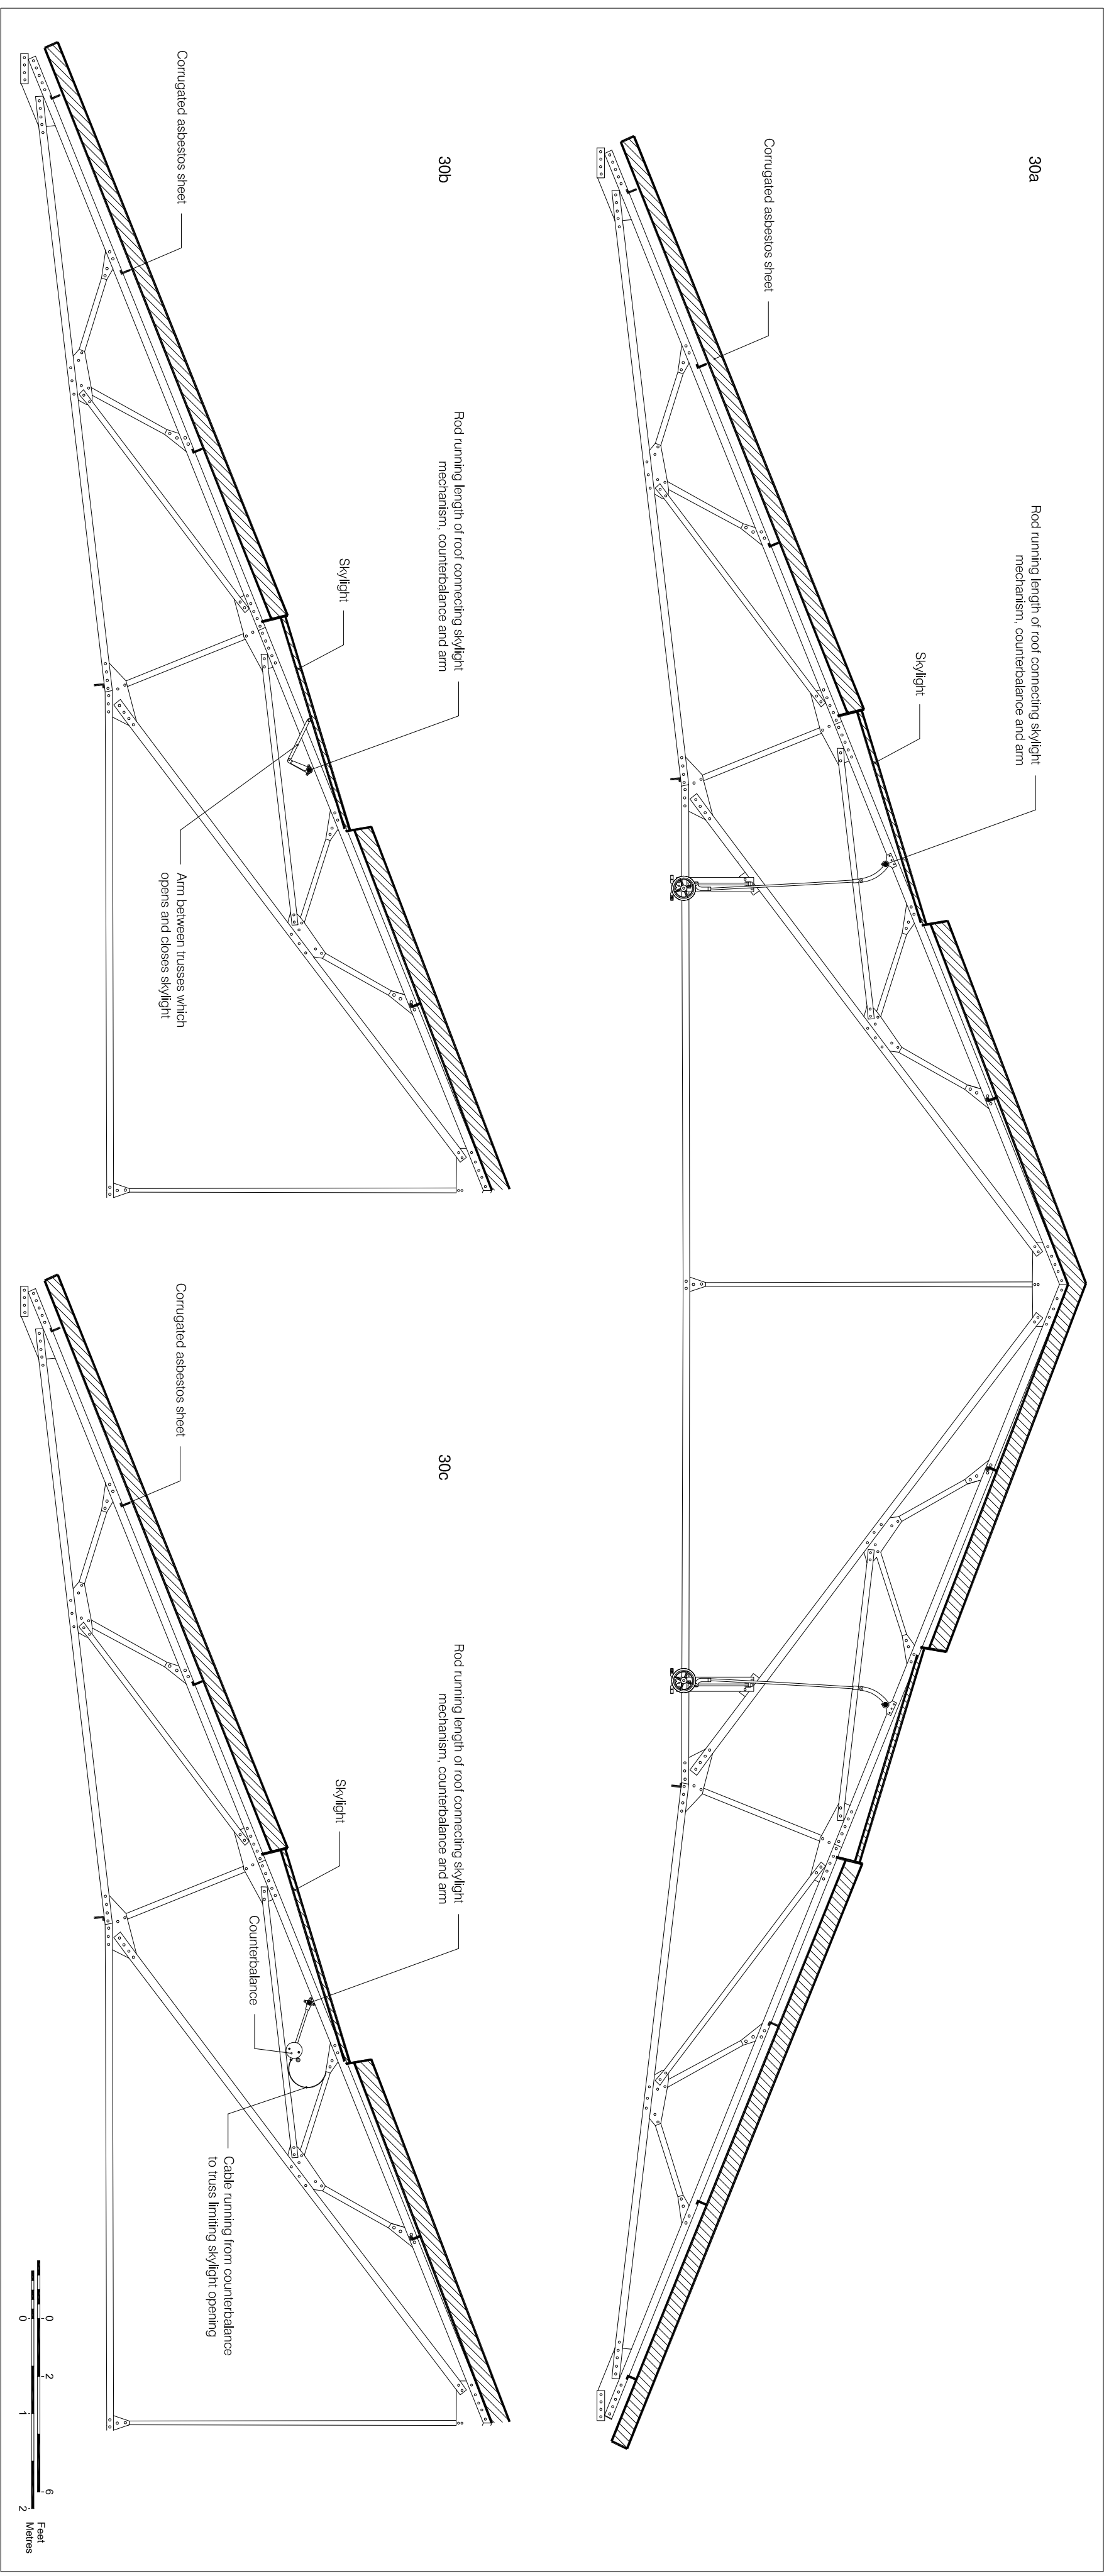 30a
Rod running length of roof connecting skylight
mechanism, counterbalance and arm
Skylight
Corrugated asbestos sheet
30b
Rod running length of roof connecting skylight
mechanism, counterbalance and arm
Skylight
Corrugated asbestos sheet
Arm between trusses which
opens and closes skylight
30c
Rod running length of roof connecting skylight
mechanism, counterbalance and arm
Skylight
Corrugated asbestos sheet
Counterbalance
Cable running from counterbalance
to truss limiting skylight opening
0 2 6 Feet
0 1 2 Metres